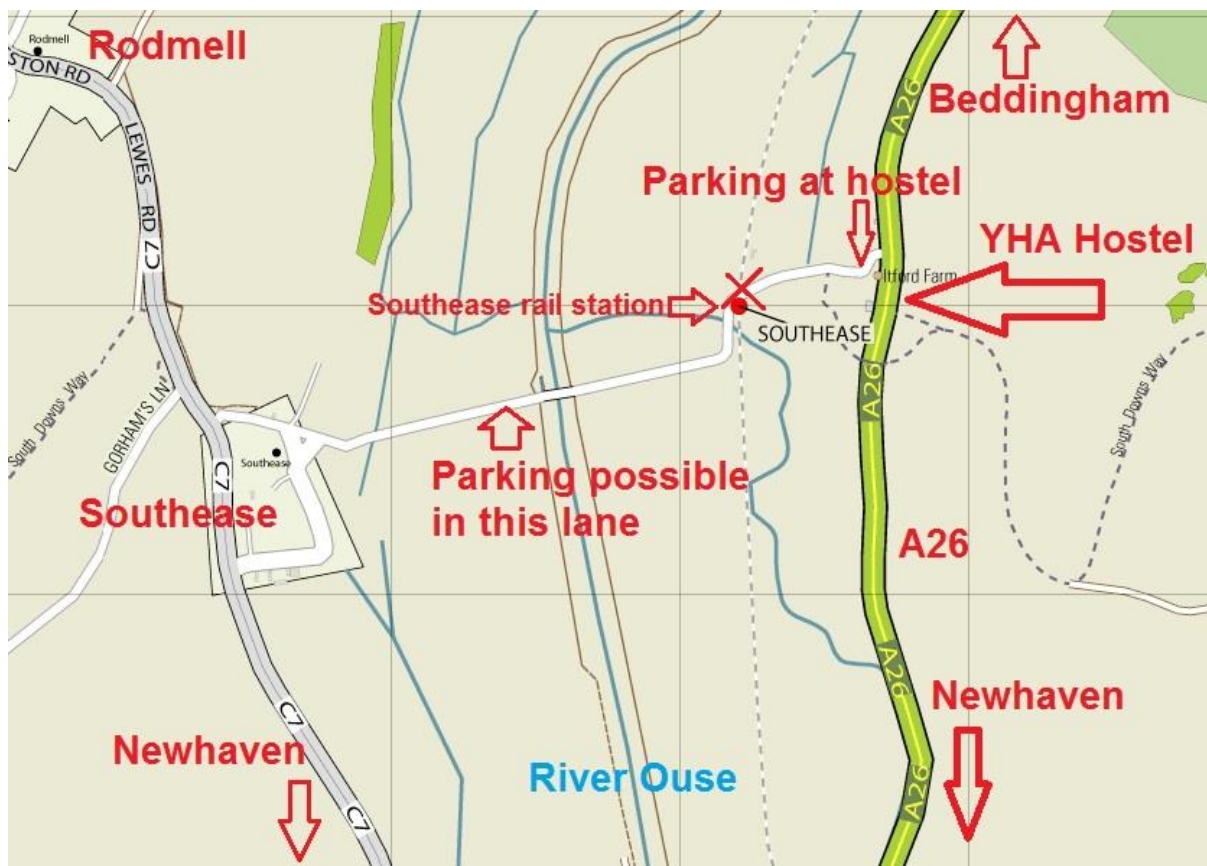 Rodmell
Rodmell
STON RD
LEWES RD
C7
Beddingham
A26
Parking at hostel
YHA Hostel
Itford Farm
Southease rail station
SOUTHEASE
A26
South Downs Way
GORHAM'S LN
South Downs Way
Southease
C7
Southease
Parking possible
in this lane
A26
A26
Newhaven
Newhaven
C7
River Ouse
C7
A26